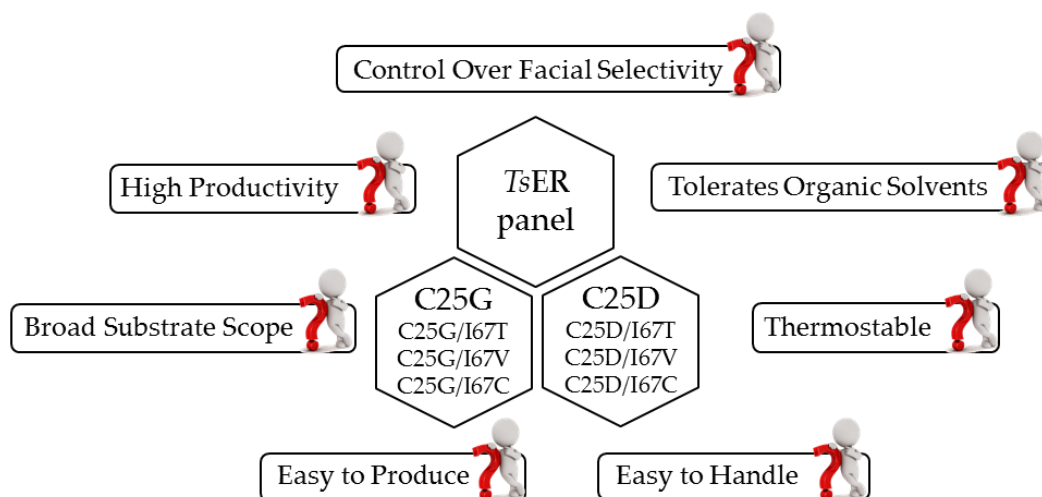 Control Over Facial Selectivity
High Productivity
TsER
panel
Tolerates Organic Solvents
Broad Substrate Scope
C25G
C25G/I67T
C25G/I67V
C25G/I67C
C25D
C25D/I67T
C25D/I67V
C25D/I67C
Thermostable
Easy to Produce
Easy to Handle